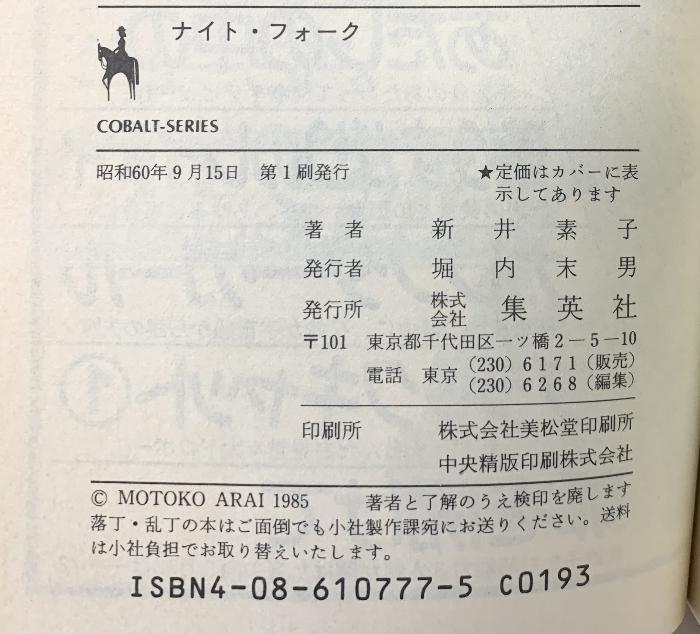 ナイト・フォーク
COBALT-SERIES
昭和60年9月15日　第1刷発行
★定価はカバーに表
示してあります
著者　新井素子
発行者　堀内末男
発行所　株式会社　集英社
〒101　東京都千代田区一ツ橋2－5－10
電話　東京　(230) 6171 (販売)
(230) 6268 (編集)
印刷所　株式会社美松堂印刷所
中央精版印刷株式会社
© MOTOKO ARAI 1985　著者と了解のうえ検印を廃します
落丁・乱丁の本はご面倒でも小社製作課宛にお送りください。送料
は小社負担でお取り替えいたします。
ISBN4-08-610777-5 C0193